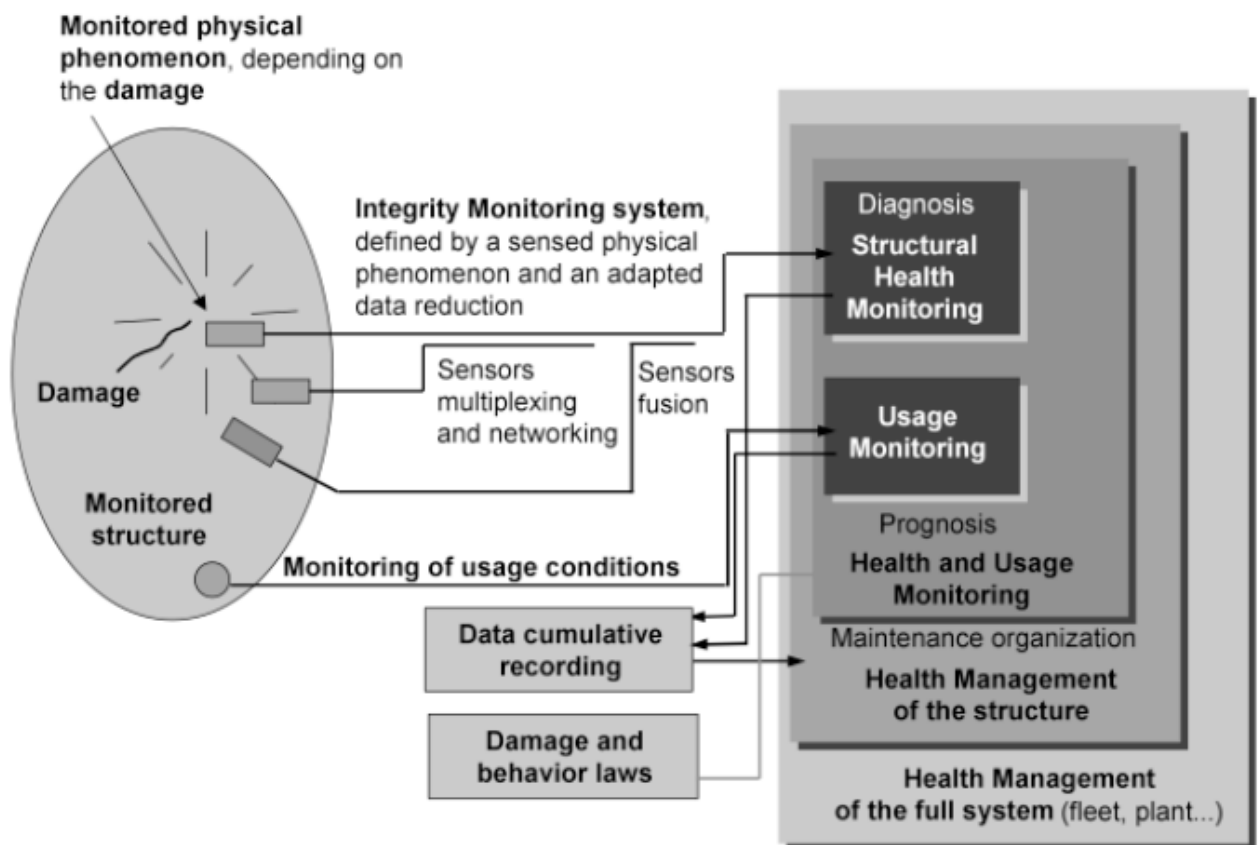 Monitored physical
phenomenon, depending on
the damage
Integrity Monitoring system,
defined by a sensed physical
phenomenon and an adapted
data reduction
Damage
Sensors
multiplexing
and networking
Sensors
fusion
Monitored
structure
Monitoring of usage conditions
Data cumulative
recording
Damage and
behavior laws
Diagnosis
Structural
Health
Monitoring
Usage
Monitoring
Prognosis
Health and Usage
Monitoring
Maintenance organization
Health Management
of the structure
Health Management
of the full system (fleet, plant...)